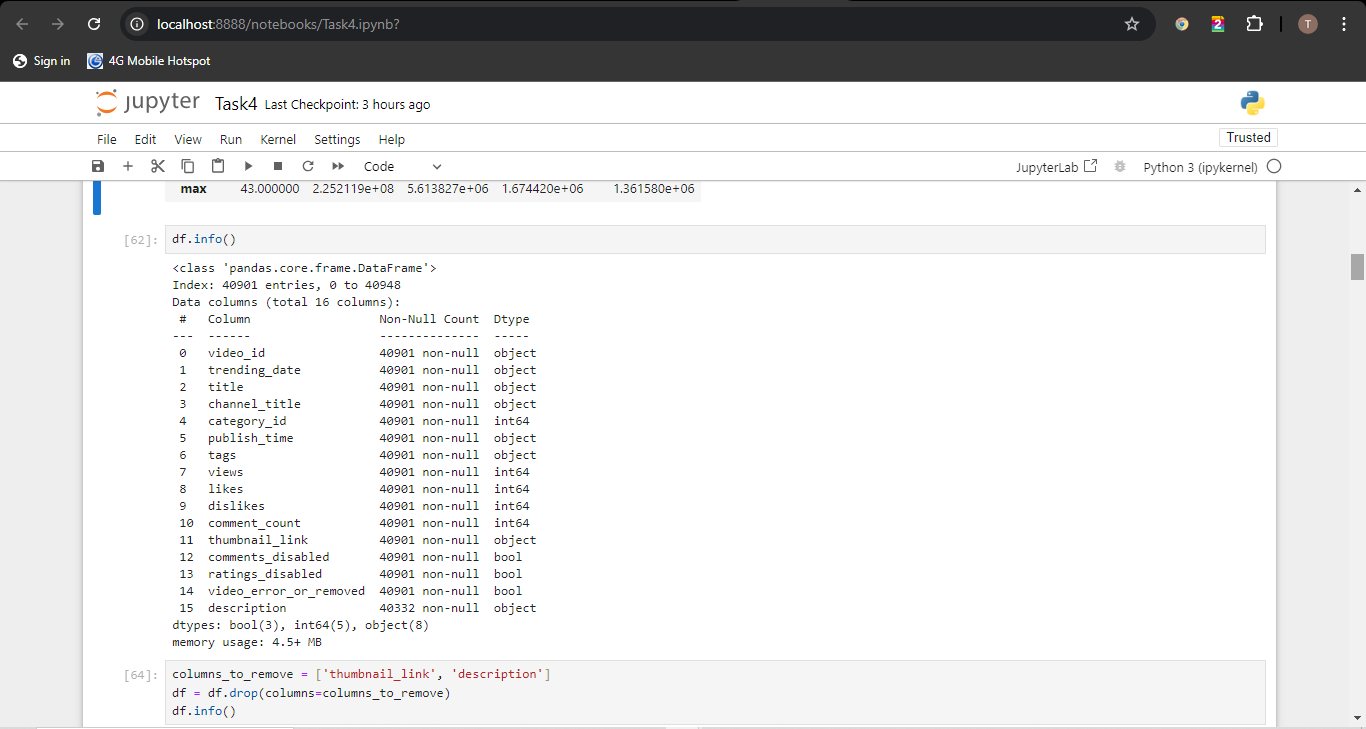 localhost:8888/notebooks/Task4.ipynb?
T
Sign in 4G Mobile Hotspot
jupyter Task4 Last Checkpoint: 3 hours ago
File Edit View Run Kernel Settings Help
Trusted
Code JupyterLab Python 3 (ipykernel)
max 43.000000 2.252119e+08 5.613827e+06 1.674420e+06 1.361580e+06
[62]: df.info()
<class 'pandas.core.frame.DataFrame'>
Index: 40901 entries, 0 to 40948
Data columns (total 16 columns):
# Column Non-Null Count Dtype
--- ------ -------------- -----
0 video_id 40901 non-null object
1 trending_date 40901 non-null object
2 title 40901 non-null object
3 channel_title 40901 non-null object
4 category_id 40901 non-null int64
5 publish_time 40901 non-null object
6 tags 40901 non-null object
7 views 40901 non-null int64
8 likes 40901 non-null int64
9 dislikes 40901 non-null int64
10 comment_count 40901 non-null int64
11 thumbnail_link 40901 non-null object
12 comments_disabled 40901 non-null bool
13 ratings_disabled 40901 non-null bool
14 video_error_or_removed 40901 non-null bool
15 description 40332 non-null object
dtypes: bool(3), int64(5), object(8)
memory usage: 4.5+ MB
[64]: columns_to_remove = ['thumbnail_link', 'description']
df = df.drop(columns=columns_to_remove)
df.info()